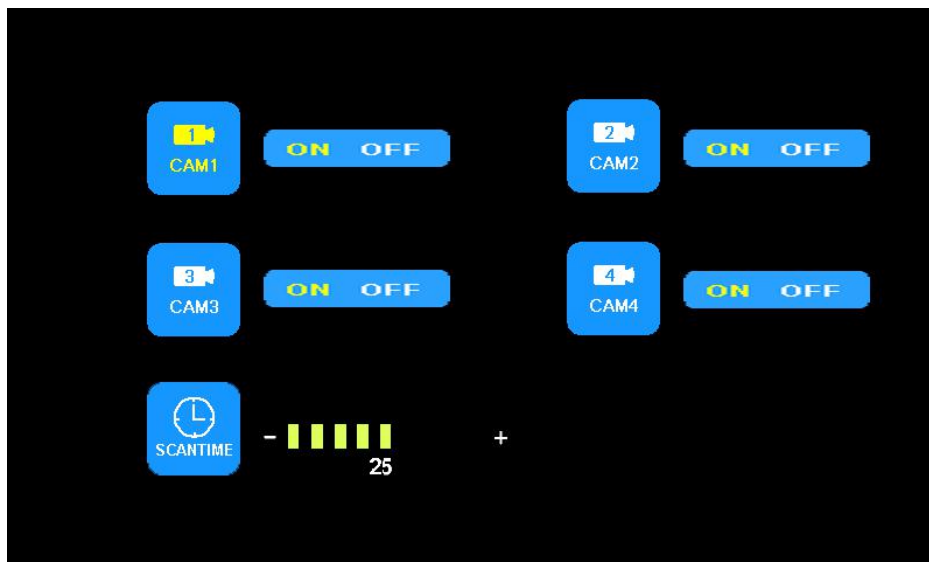 1
CAM1
ON OFF
2
CAM2
ON OFF
3
CAM3
ON OFF
4
CAM4
ON OFF
SCANTIME
- +
25